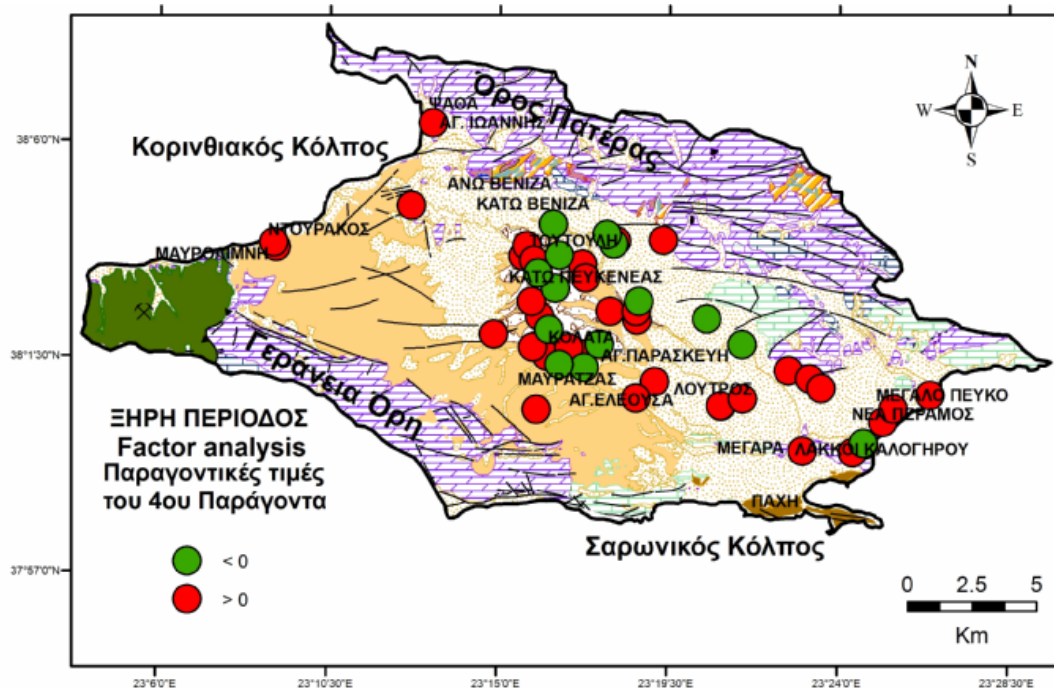 N
W E
S
38°6'0"N
38°1'30"N
37°57'0"N
Κορινθιακός Κόλπος
Όρος Πατέρας
ΨΑΘΑ
ΑΓ. ΙΩΑΝΝΗΣ
ΑΝΩ ΒΕΝΙΖΑ
ΚΑΤΩ ΒΕΝΙΖΑ
ΝΤΟΥΡΑΚΟΣ
ΜΑΥΡΟΛΙΜΝΗ
ΤΟΥΤΟΥΛΗ
ΚΑΤΩ ΠΕΥΚΕΝΕΑΣ
ΚΟΛΑΤΑ
ΑΓ.ΠΑΡΑΣΚΕΥΗ
ΜΑΥΡΑΤΖΑΣ
ΑΓ.ΕΛΕΟΥΣΑ
ΛΟΥΤΡΟΣ
ΜΕΓΑΛΟ ΠΕΥΚΟ
ΝΕΑ ΠΕΡΑΜΟΣ
ΜΕΓΑΡΑ
ΛΑΚΚΟΙ ΚΑΛΟΓΗΡΟΥ
ΠΑΧΗ
Γεράνεια Όρη
Σαρωνικός Κόλπος
ΞΗΡΗ ΠΕΡΙΟΔΟΣ
Factor analysis
Παραγοντικές τιμές
του 4ου Παράγοντα
< 0
> 0
0 2.5 5
Km
23°6'0"E 23°10'30"E 23°15'0"E 23°19'30"E 23°24'0"E 23°28'30"E